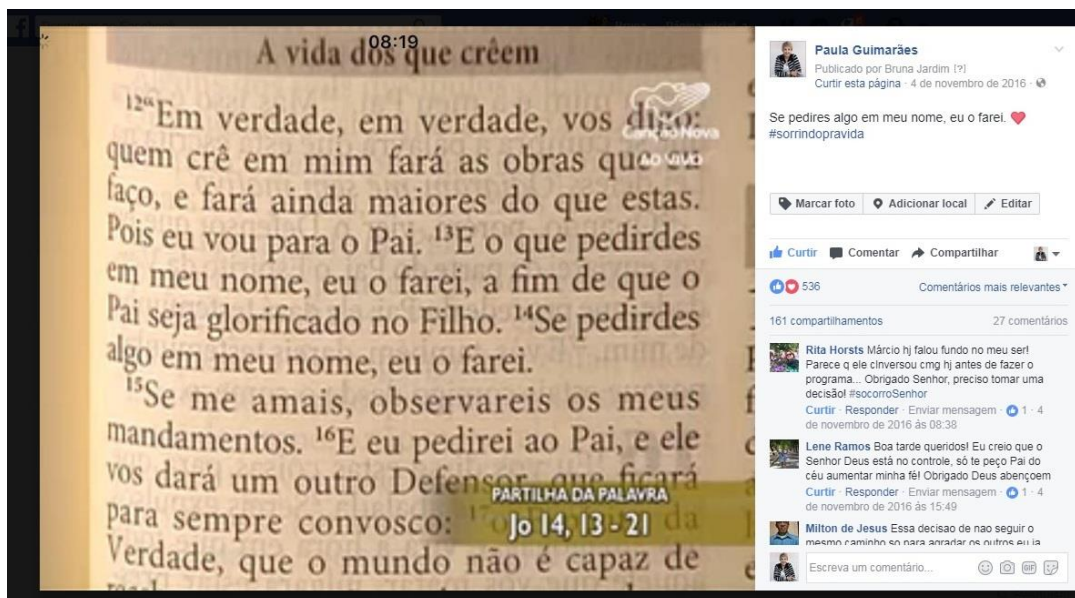 08:19
A vida dos que crêem
12"Em verdade, em verdade, vos digo:
quem crê em mim fará as obras que eu
faço, e fará ainda maiores do que estas.
Pois eu vou para o Pai. 13E o que pedirdes
em meu nome, eu o farei, a fim de que o
Pai seja glorificado no Filho. 14Se pedirdes
algo em meu nome, eu o farei.
15Se me amais, observareis os meus
mandamentos. 16E eu pedirei ao Pai, e ele
vos dará um outro Defensor, que ficará
para sempre convosco: 17o da
Verdade, que o mundo não é capaz de
Canção Nova
AO VIVO
PARTILHA DA PALAVRA
Jo 14, 13 - 21
Paula Guimarães
Publicado por Bruna Jardim [?]
Curtir esta página · 4 de novembro de 2016 ·
Se pedires algo em meu nome, eu o farei. ❤
#sorrindopravida
Marcar foto Adicionar local Editar
Curtir Comentar Compartilhar
536 Comentários mais relevantes
161 compartilhamentos 27 comentários
Rita Horsts Márcio hj falou fundo no meu ser!
Parece q ele cInversou cmg hj antes de fazer o
programa... Obrigado Senhor, preciso tomar uma
decisão! #socorroSenhor
Curtir · Responder · Enviar mensagem · 1 · 4
de novembro de 2016 às 08:38
Lene Ramos Boa tarde queridos! Eu creio que o
Senhor Deus está no controle, só te peço Pai do
céu aumentar minha fé! Obrigado Deus abençoem
Curtir · Responder · Enviar mensagem · 1 · 4
de novembro de 2016 às 15:49
Milton de Jesus Essa decisao de nao seguir o
mesmo caminho so para agradar os outros eu ja
Escreva um comentário...
GIF